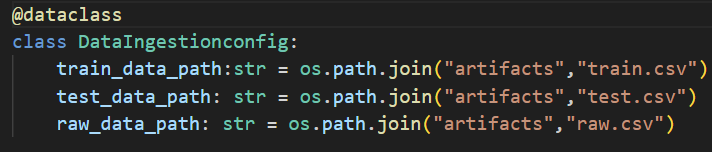 @dataclass
class DataIngestionconfig:
    train_data_path:str = os.path.join("artifacts","train.csv")
    test_data_path: str = os.path.join("artifacts","test.csv")
    raw_data_path: str = os.path.join("artifacts","raw.csv")